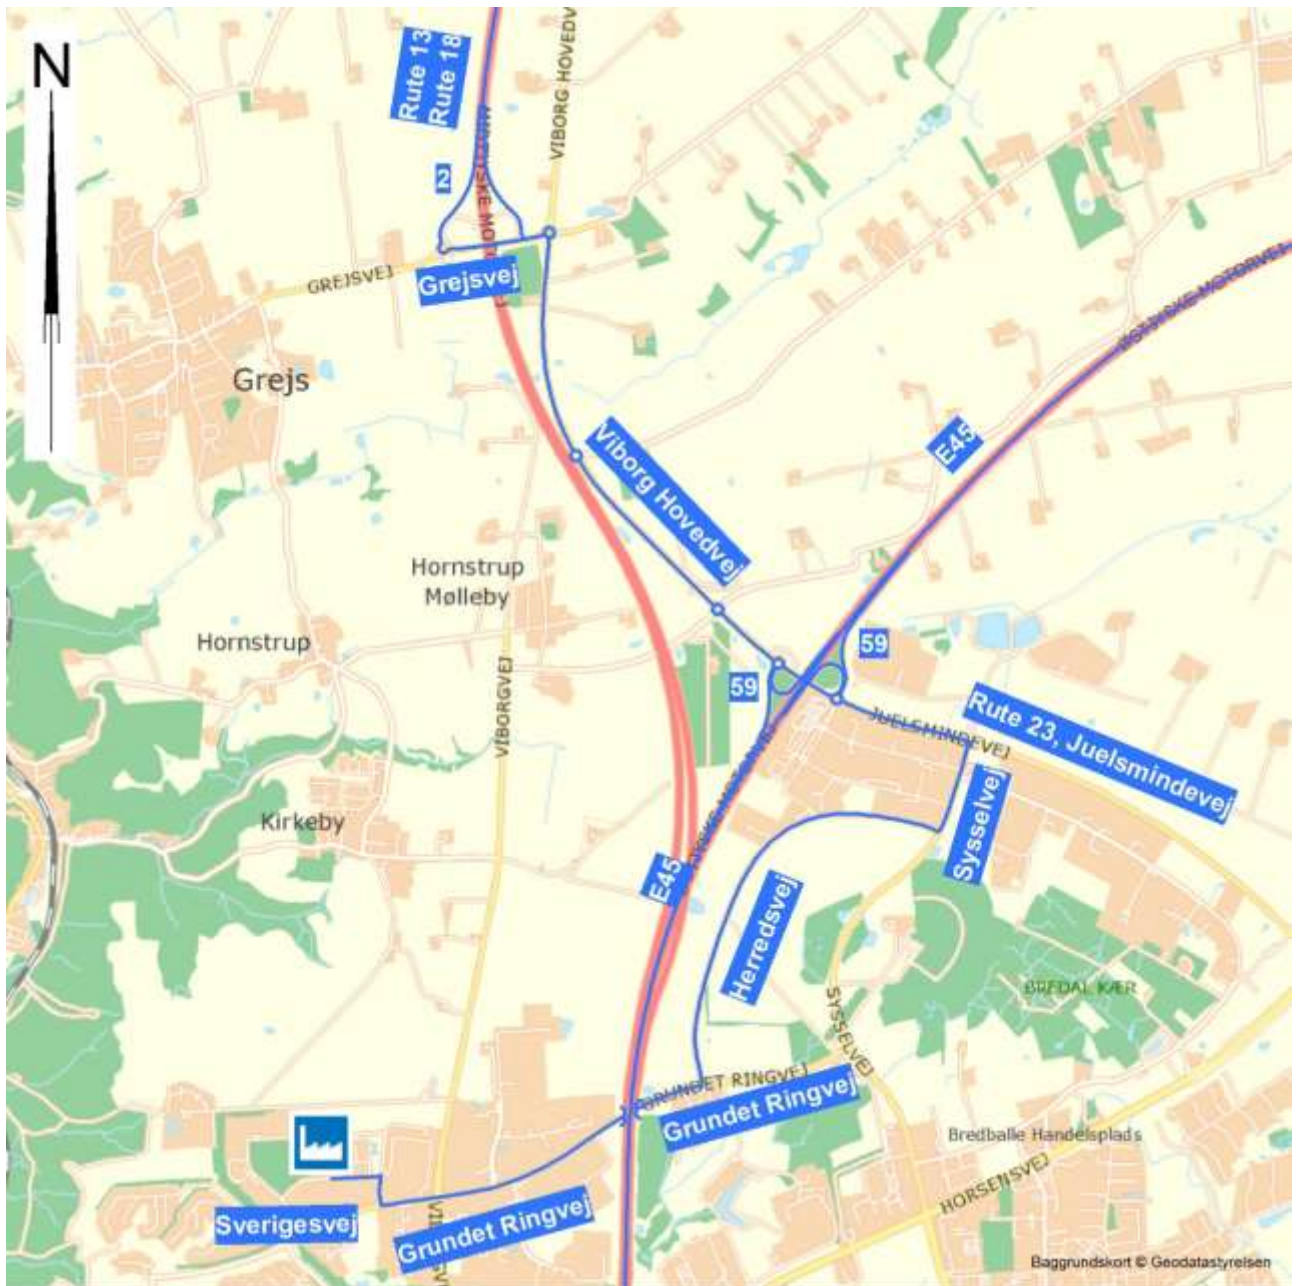 N
Rute 13
Rute 18
VIBORG HOVEDV
2
GREJSVEJ
Grejsvej
Grejs
E45
Viborg Hovedvej
Hornstrup
Mølleby
Hornstrup
59
59
VIBORGVEJ
JUELSMINDEVEJ
Rute 23, Juelsmindevej
Sysselvej
Kirkeby
E45
Herredsvej
BREDAL KÆR
SYSSELVEJ
GRUNDET RINGVEJ
Grundet Ringvej
Bredballe Handelsplads
HORSENSVEJ
Sverigesvej
Grundet Ringvej
Baggrundskort © Geodatastyrelsen